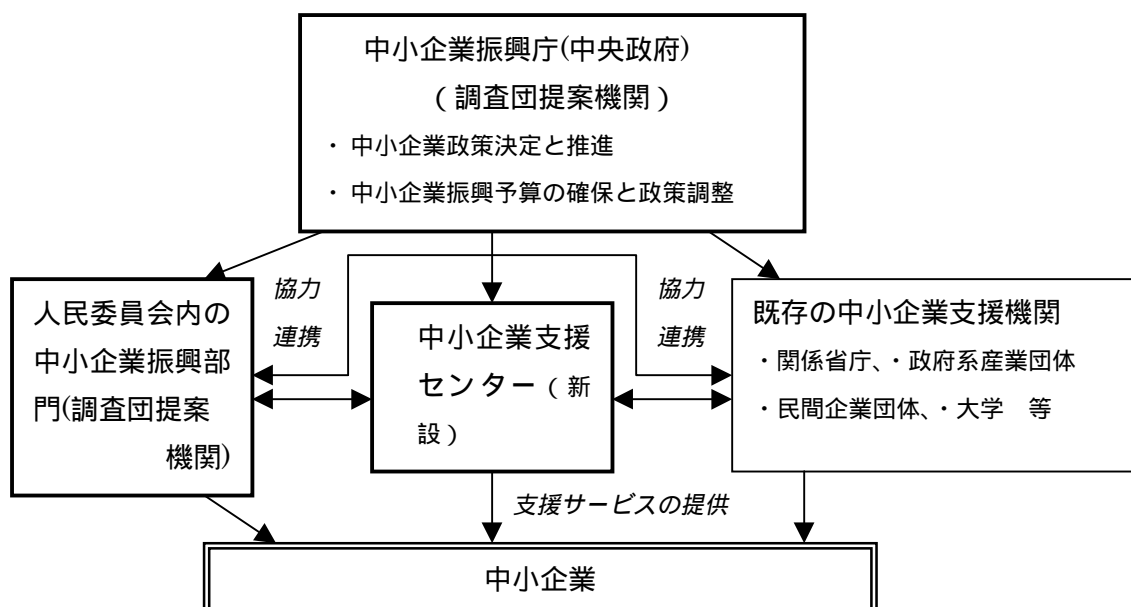 中小企業振興庁(中央政府)
(調査団提案機関)
・ 中小企業政策決定と推進
・ 中小企業振興予算の確保と政策調整
人民委員会内の
中小企業振興部
門(調査団提案
機関)
協力
連携
中小企業支援
センター(新
設)
協力
連携
既存の中小企業支援機関
・関係省庁、・政府系産業団体
・民間企業団体、・大学 等
支援サービスの提供
中小企業